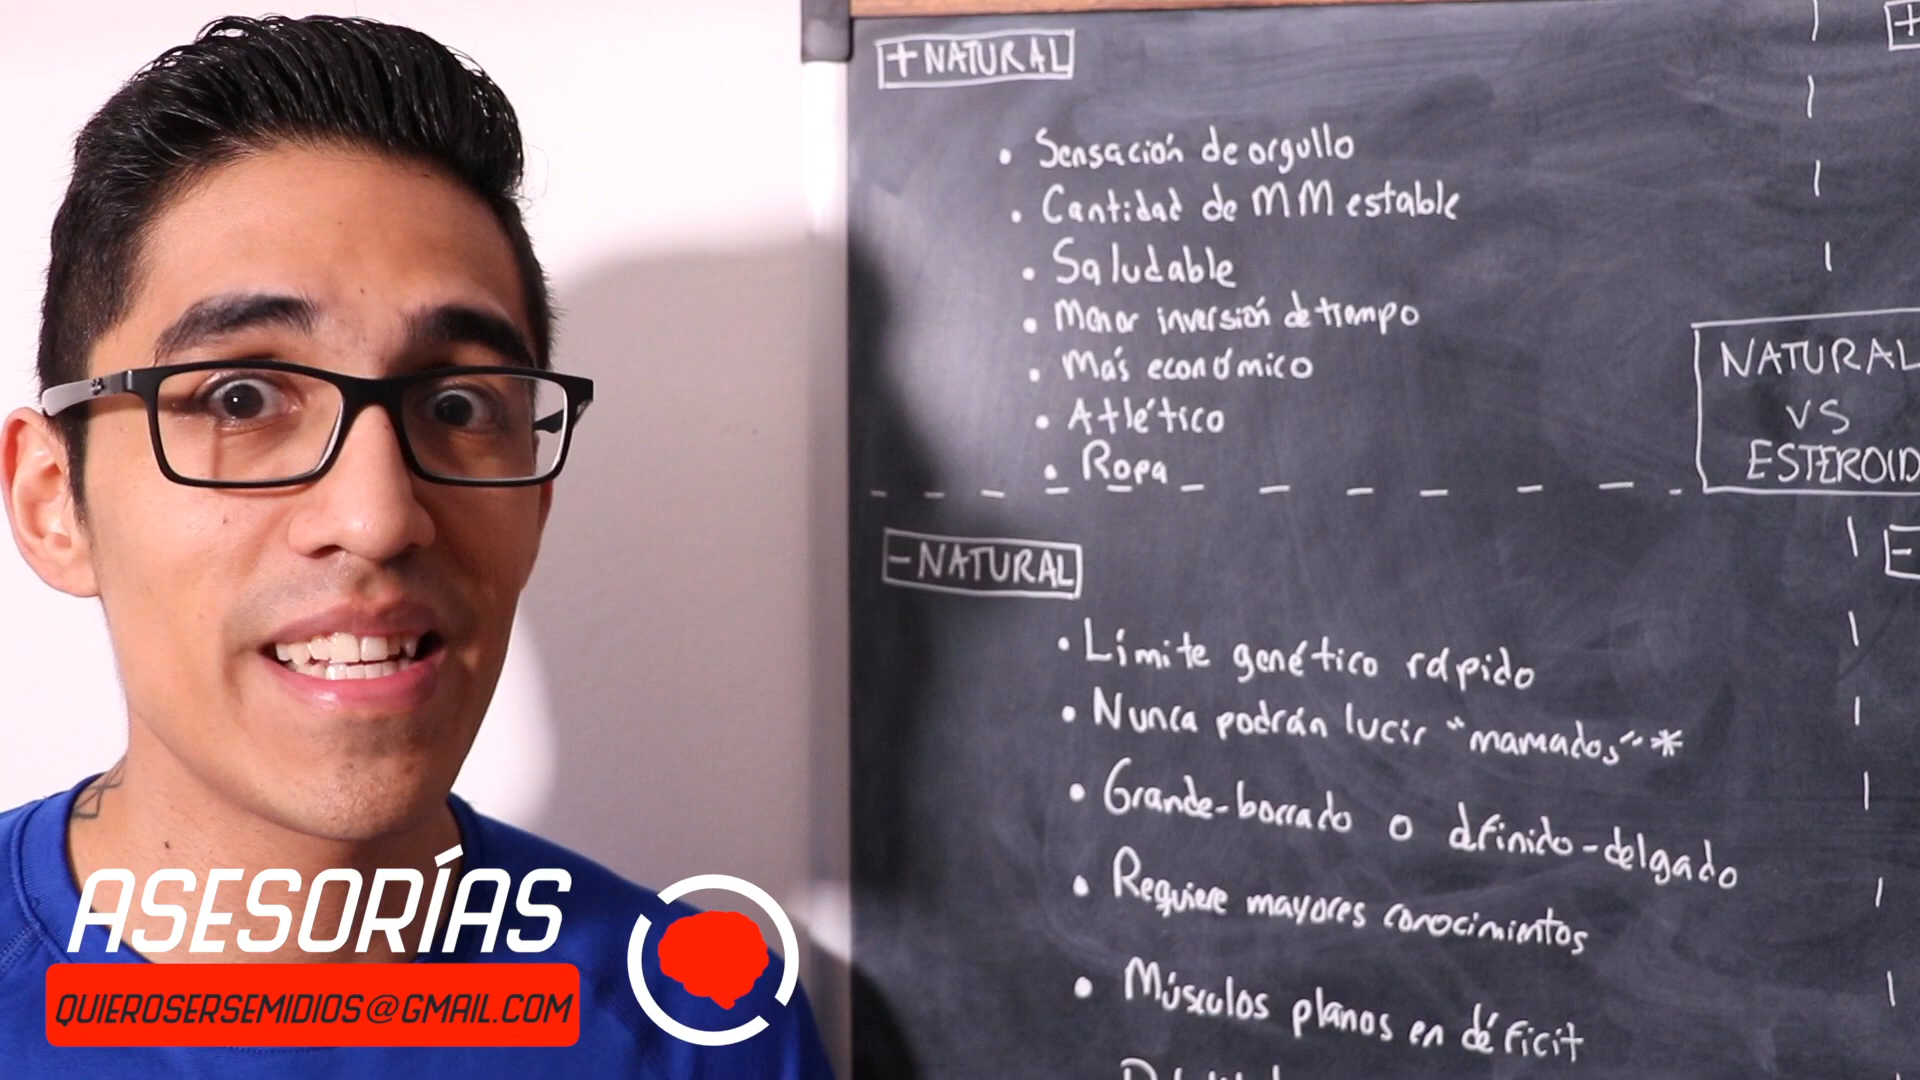 +NATURAL
• Sensación de orgullo
• Cantidad de MM estable
• Saludable
• Menor inversión de tiempo
• Más económico
• Atlético
• Ropa
NATURAL
VS
ESTEROID
-NATURAL
• Límite genético rápido
• Nunca podrán lucir "mamados"*
• Grande-borrado o dfinido-delgado
• Requiere mayores conocimientos
• Músculos planos en déficit
+
-
ASESORÍAS
QUIEROSERSEMIDIOS@GMAIL.COM